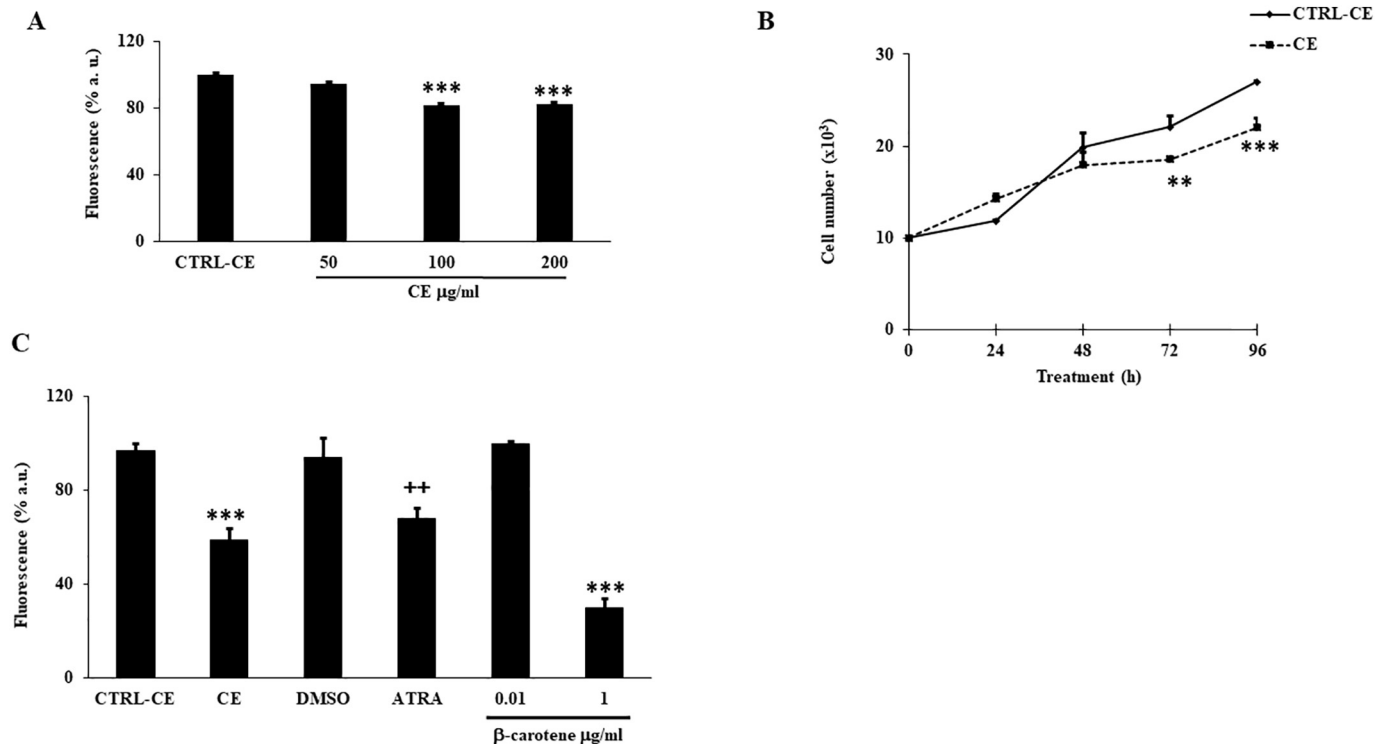 A
Fluorescence (% a. u.)
120
80
40
0
CTRL-CE 50 100 200
CE μg/ml
*** ***
B
CTRL-CE
CE
Cell number (x10³)
30
20
10
0
0 24 48 72 96
Treatment (h)
** ***
C
Fluorescence (% a.u.)
120
80
40
0
*** ++ ***
CTRL-CE CE DMSO ATRA 0.01 1
β-carotene μg/ml